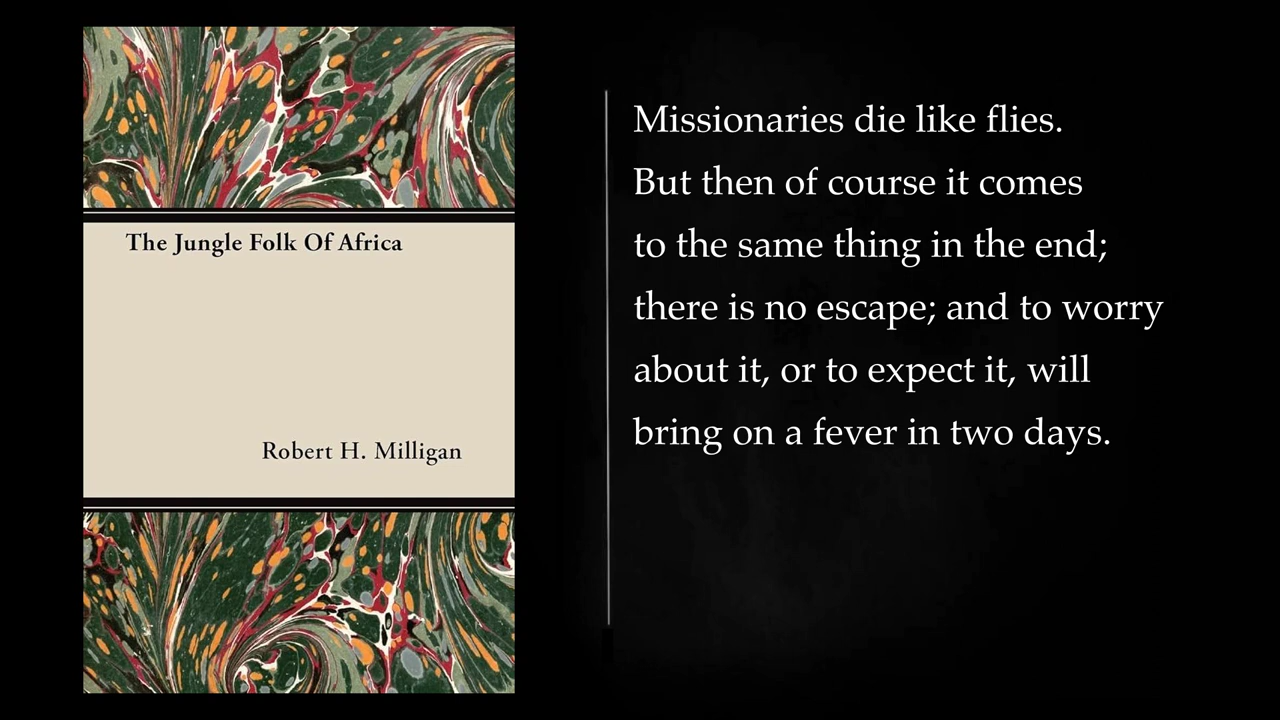 The Jungle Folk Of Africa
Robert H. Milligan
Missionaries die like flies.
But then of course it comes
to the same thing in the end;
there is no escape; and to worry
about it, or to expect it, will
bring on a fever in two days.